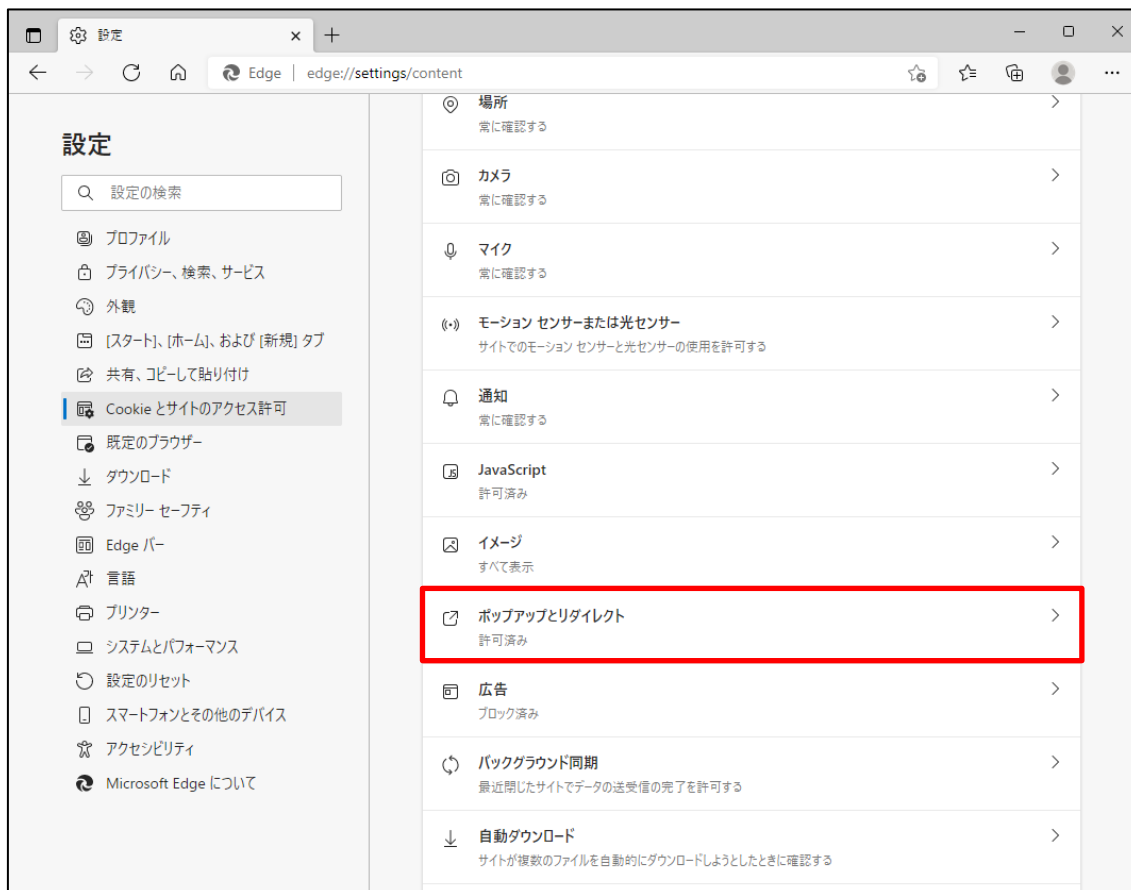 設定
Edge | edge://settings/content
設定
設定の検索
プロファイル
プライバシー、検索、サービス
外観
[スタート]、[ホーム]、および [新規] タブ
共有、コピーして貼り付け
Cookie とサイトのアクセス許可
既定のブラウザー
ダウンロード
ファミリー セーフティ
Edge バー
言語
プリンター
システムとパフォーマンス
設定のリセット
スマートフォンとその他のデバイス
アクセシビリティ
Microsoft Edge について
場所
常に確認する
カメラ
常に確認する
マイク
常に確認する
モーション センサーまたは光センサー
サイトでのモーション センサーと光センサーの使用を許可する
通知
常に確認する
JavaScript
許可済み
イメージ
すべて表示
ポップアップとリダイレクト
許可済み
広告
ブロック済み
バックグラウンド同期
最近閉じたサイトでデータの送受信の完了を許可する
自動ダウンロード
サイトが複数のファイルを自動的にダウンロードしようとしたときに確認する